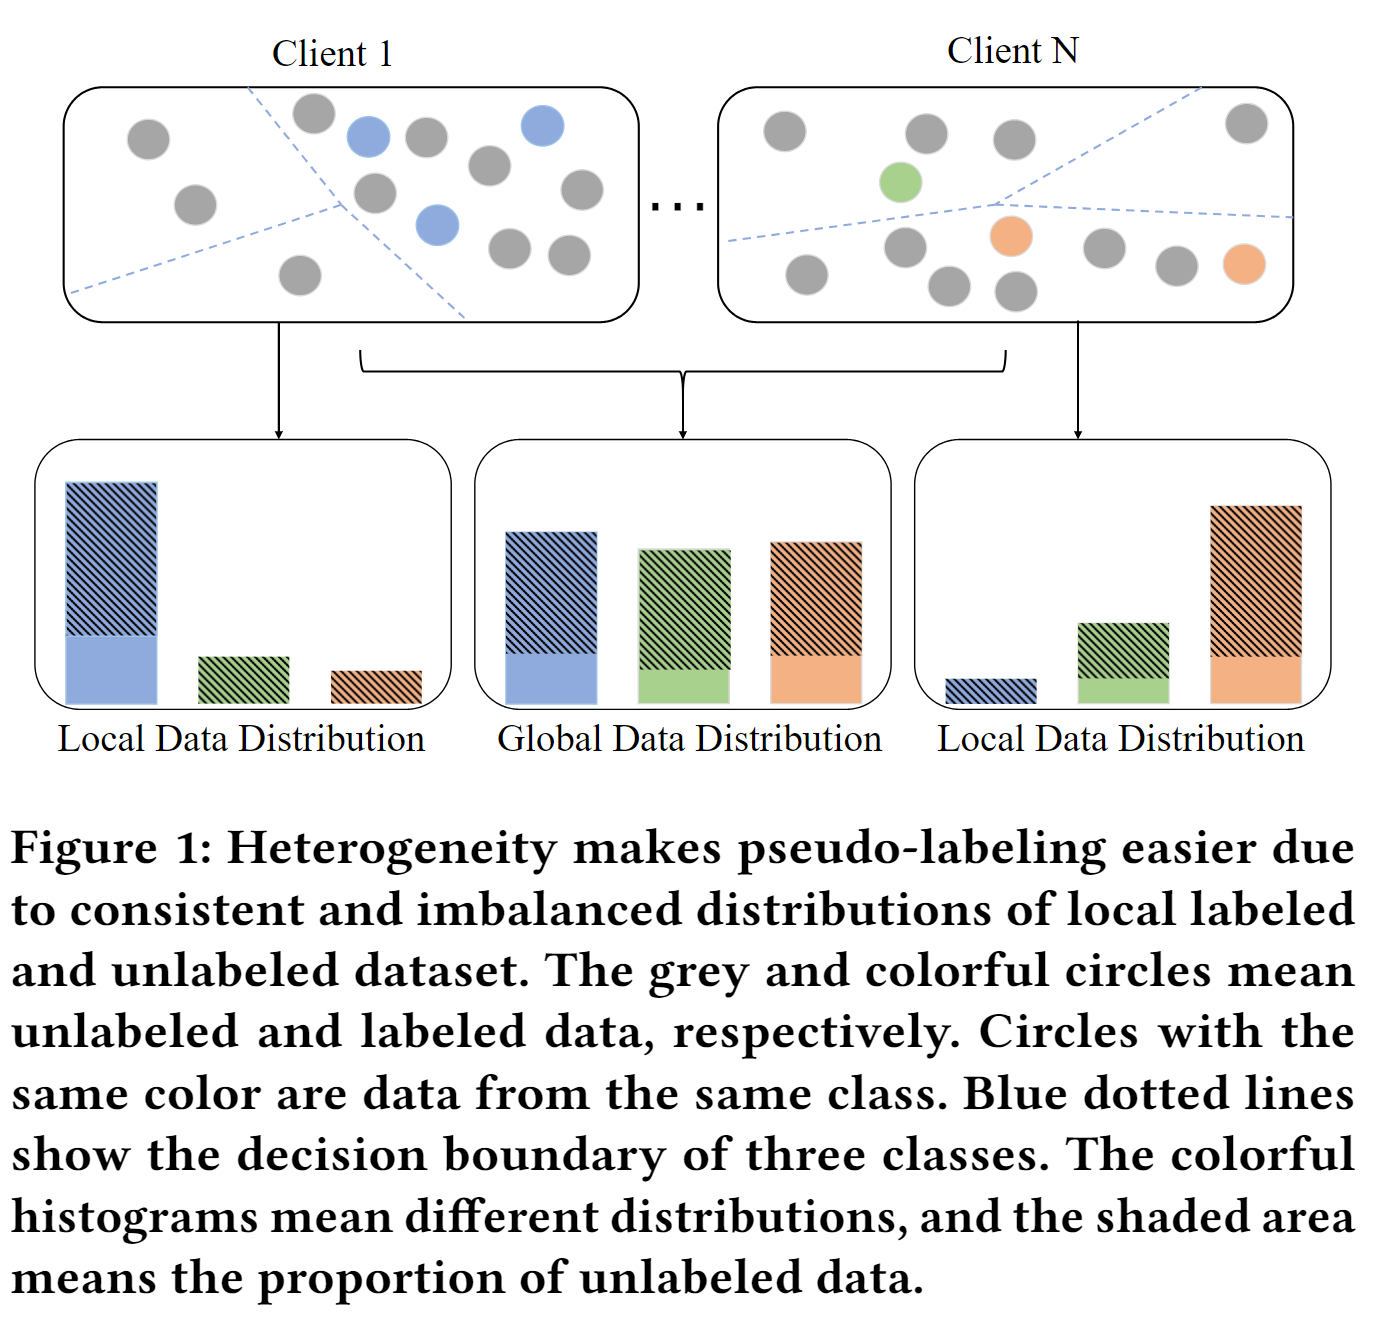 Client 1
Client N
...
Local Data Distribution
Global Data Distribution
Local Data Distribution
Figure 1: Heterogeneity makes pseudo-labeling easier due
to consistent and imbalanced distributions of local labeled
and unlabeled dataset. The grey and colorful circles mean
unlabeled and labeled data, respectively. Circles with the
same color are data from the same class. Blue dotted lines
show the decision boundary of three classes. The colorful
histograms mean different distributions, and the shaded area
means the proportion of unlabeled data.